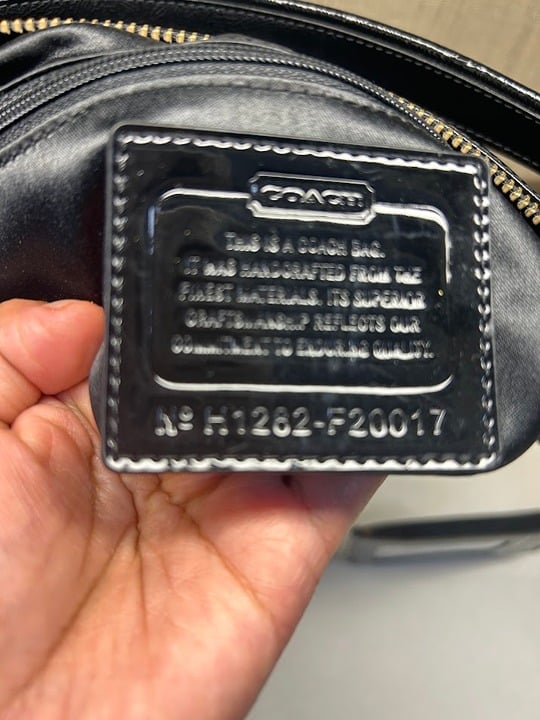 COACH
THIS IS A COACH BAG.
IT WAS HANDCRAFTED FROM THE
FINEST MATERIALS. ITS SUPERIOR
CRAFTSMANSHIP REFLECTS OUR
COMMITMENT TO ENDURING QUALITY.
Nº H1282-F20017